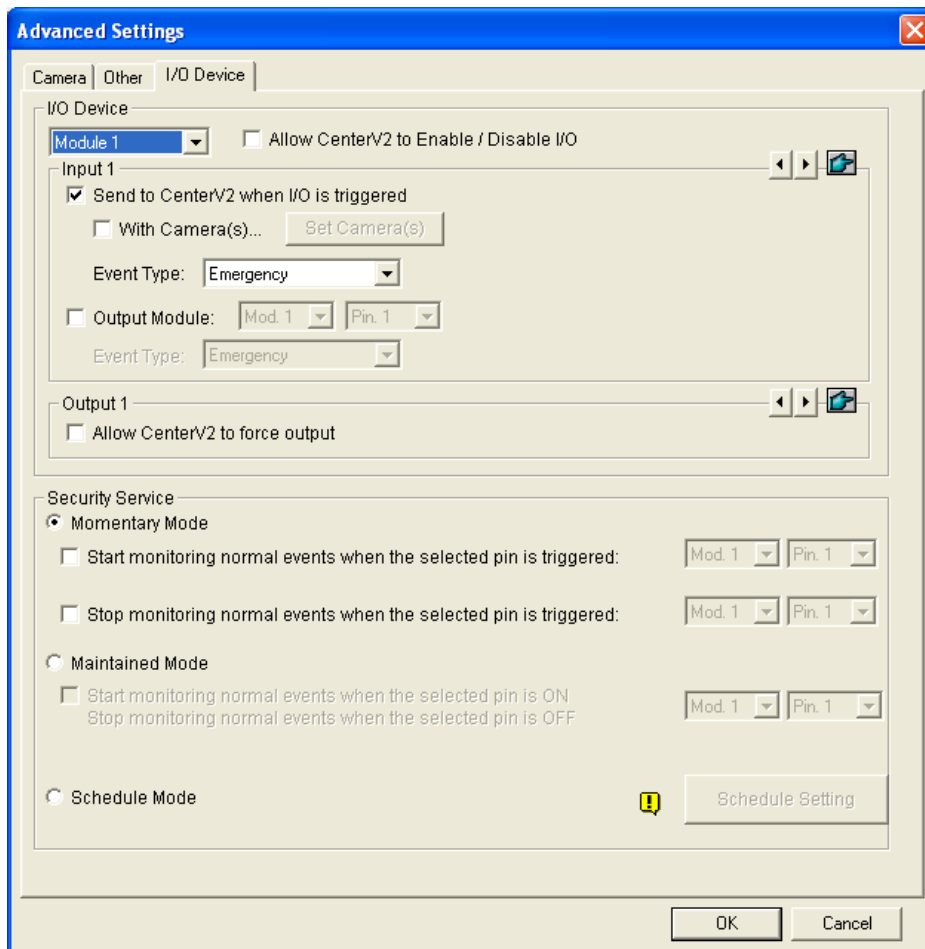 Advanced Settings
Camera Other I/O Device
I/O Device
Module 1 Allow CenterV2 to Enable / Disable I/O
Input 1
Send to CenterV2 when I/O is triggered
With Camera(s)... Set Camera(s)
Event Type: Emergency
Output Module: Mod. 1 Pin. 1
Event Type: Emergency
Output 1
Allow CenterV2 to force output
Security Service
Momentary Mode
Start monitoring normal events when the selected pin is triggered: Mod. 1 Pin. 1
Stop monitoring normal events when the selected pin is triggered: Mod. 1 Pin. 1
Maintained Mode
Start monitoring normal events when the selected pin is ON
Stop monitoring normal events when the selected pin is OFF
Mod. 1 Pin. 1
Schedule Mode ! Schedule Setting
OK Cancel